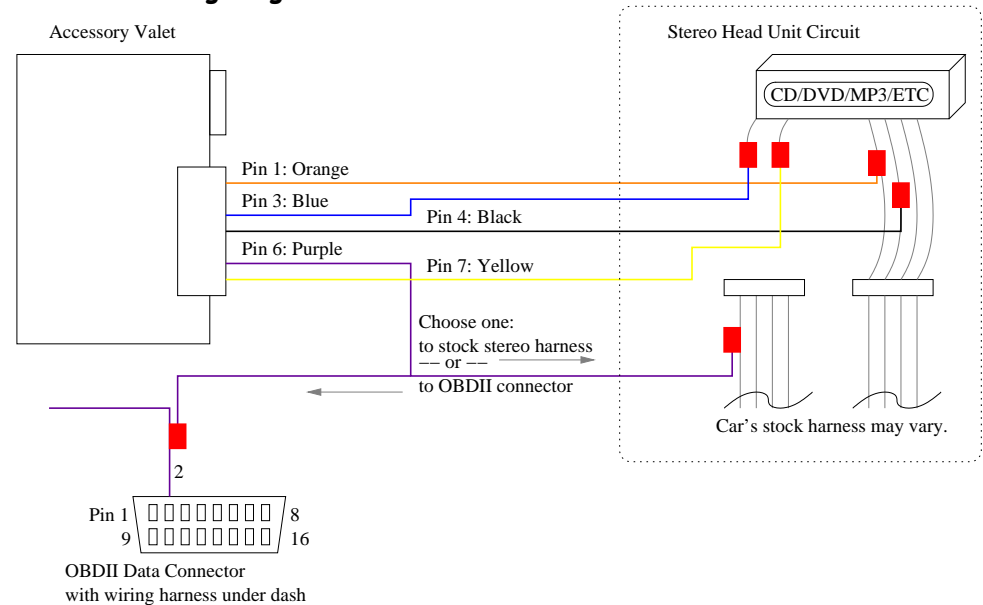 Accessory Valet
Stereo Head Unit Circuit
CD/DVD/MP3/ETC
Pin 1: Orange
Pin 3: Blue
Pin 4: Black
Pin 6: Purple
Pin 7: Yellow
Choose one:
to stock stereo harness
−− or −−
to OBDII connector
Car's stock harness may vary.
2
Pin 1
8
9
16
OBDII Data Connector
with wiring harness under dash